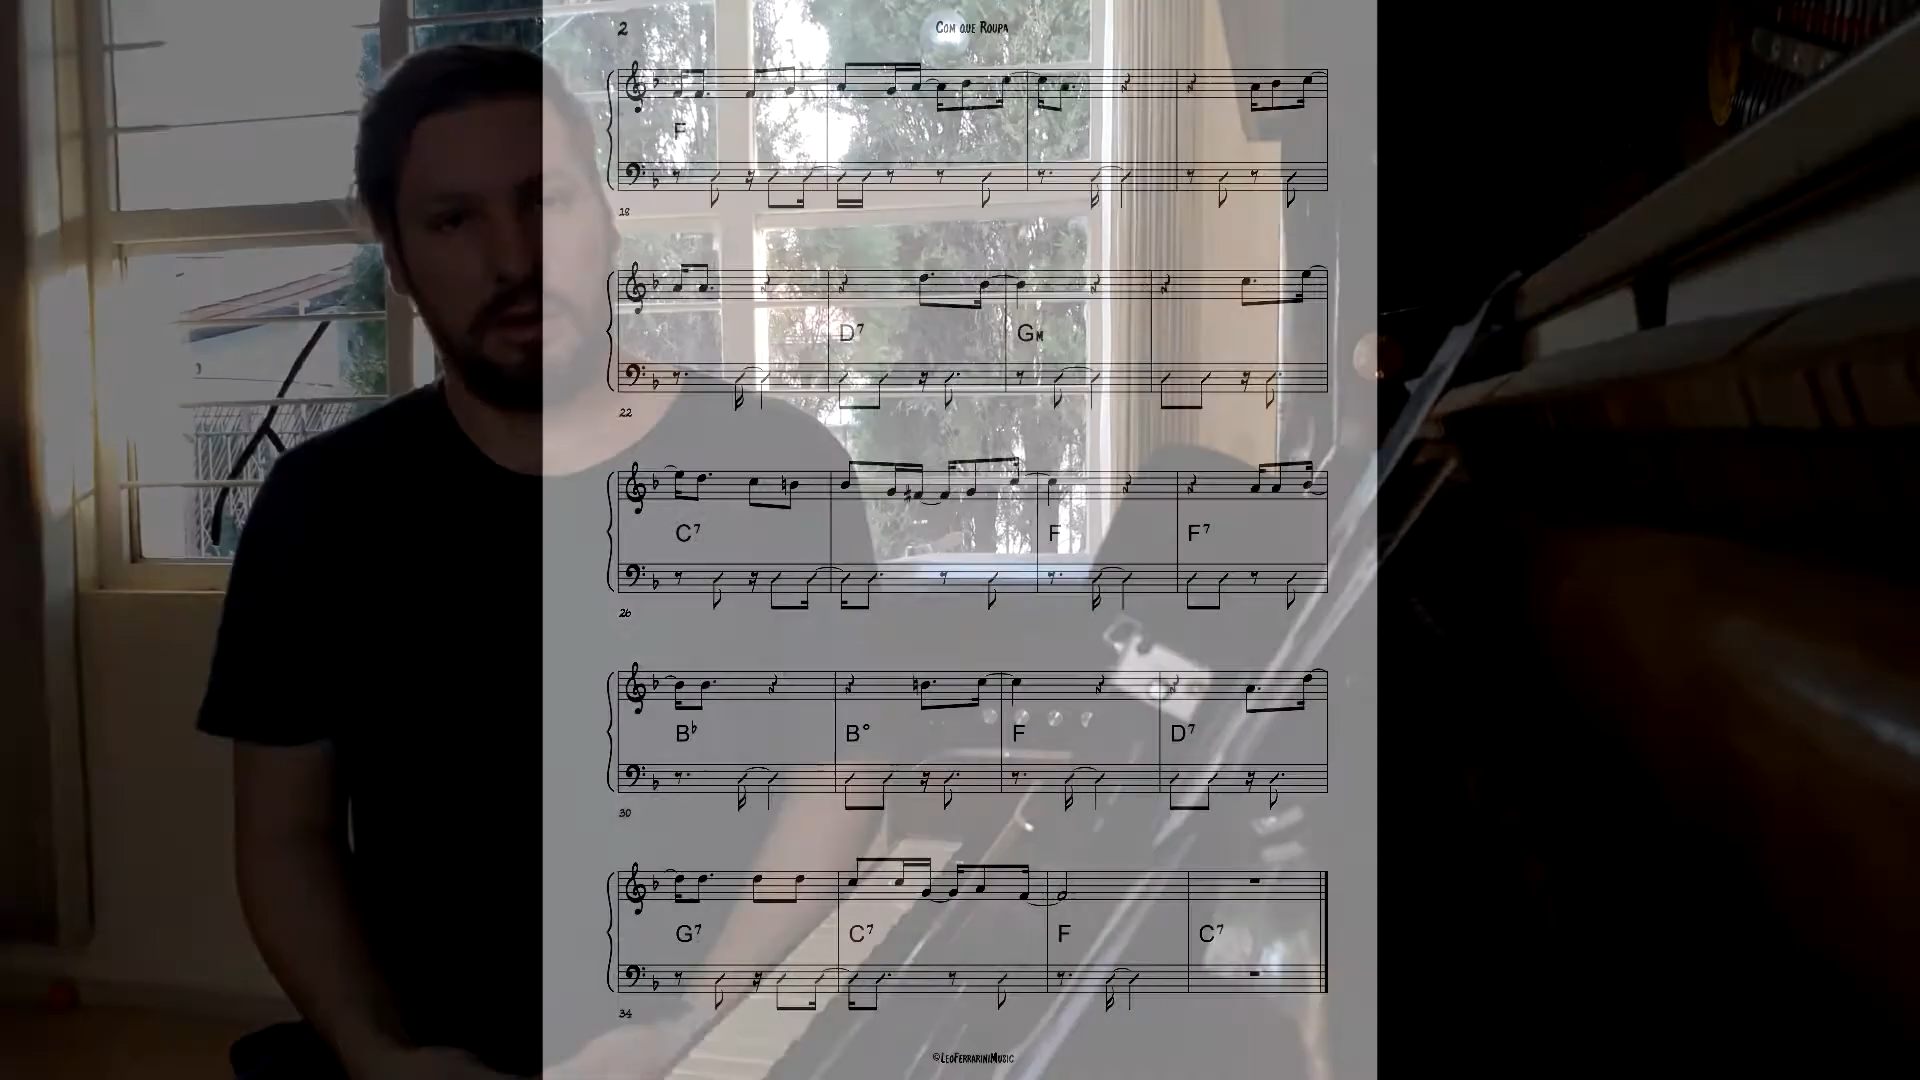 2
Com que Roupa
F
18
D7 Gm
22
C7 F F7
26
B♭ B° F D7
30
G7 C7 F C7
34
©LeoFerrariniMusic